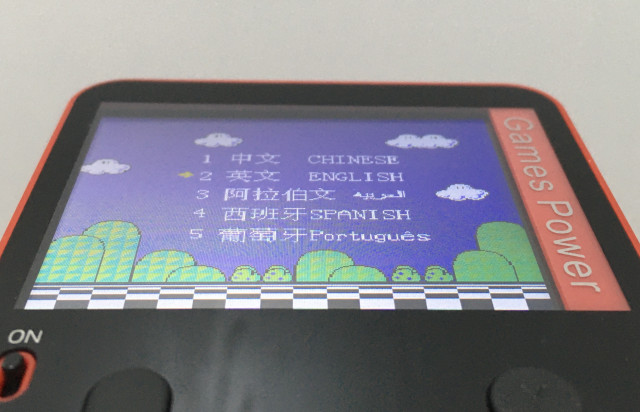 1 中文 CHINESE
2 英文 ENGLISH
3 阿拉伯文 العربية
4 西班牙SPANISH
5 葡萄牙Português
Games Power
ON